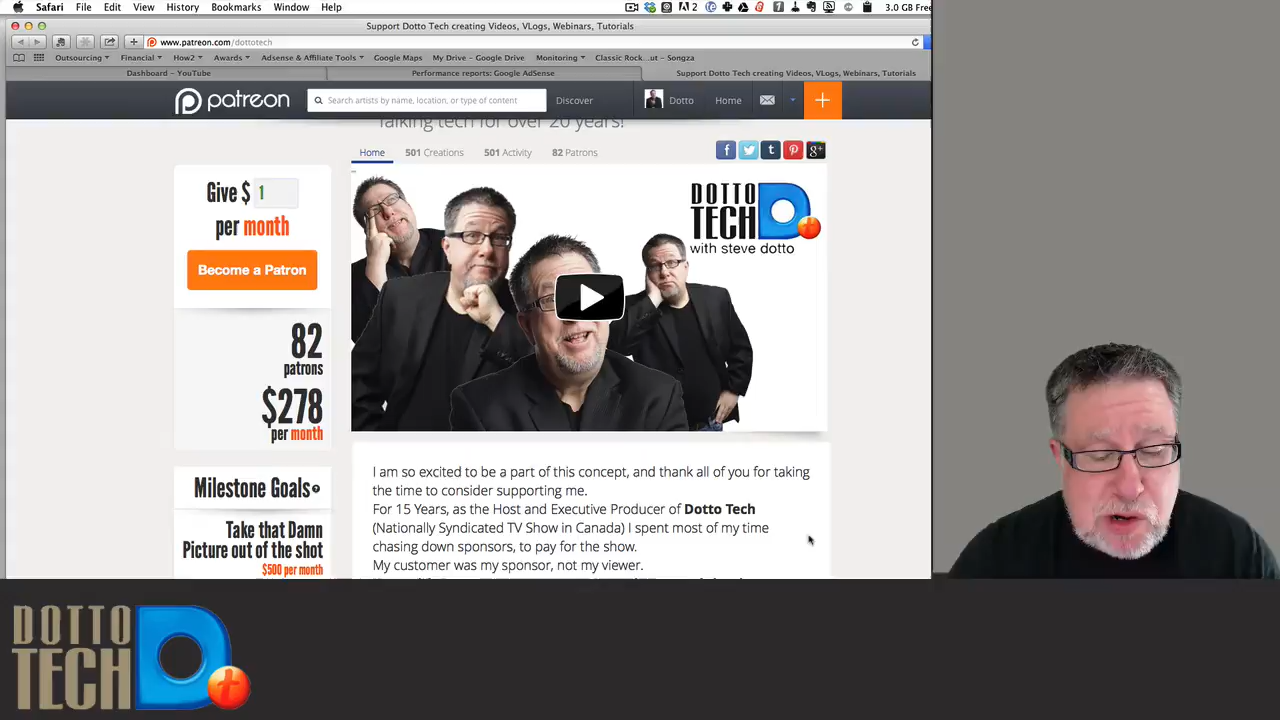 Safari File Edit View History Bookmarks Window Help
2
3.0 GB Free
Support Dotto Tech creating Videos, VLogs, Webinars, Tutorials
www.patreon.com/dottotech
Outsourcing Financial How2 Awards Adsense & Affiliate Tools Google Maps My Drive – Google Drive Monitoring Classic Rock...ut - Songza
Dashboard – YouTube
Performance reports: Google AdSense
Support Dotto Tech creating Videos, VLogs, Webinars, Tutorials
patreon
Search artists by name, location, or type of content
Discover
Dotto
Home
Talking tech for over 20 years!
Home
501 Creations
501 Activity
82 Patrons
Give $ 1
per month
Become a Patron
82
patrons
$278
per month
Milestone Goals
Take that Damn
Picture out of the shot
$500 per month
DOTTO
TECH
with steve dotto
I am so excited to be a part of this concept, and thank all of you for taking
the time to consider supporting me.
For 15 Years, as the Host and Executive Producer of Dotto Tech
(Nationally Syndicated TV Show in Canada) I spent most of my time
chasing down sponsors, to pay for the show.
My customer was my sponsor, not my viewer.
DOTTO
TECH